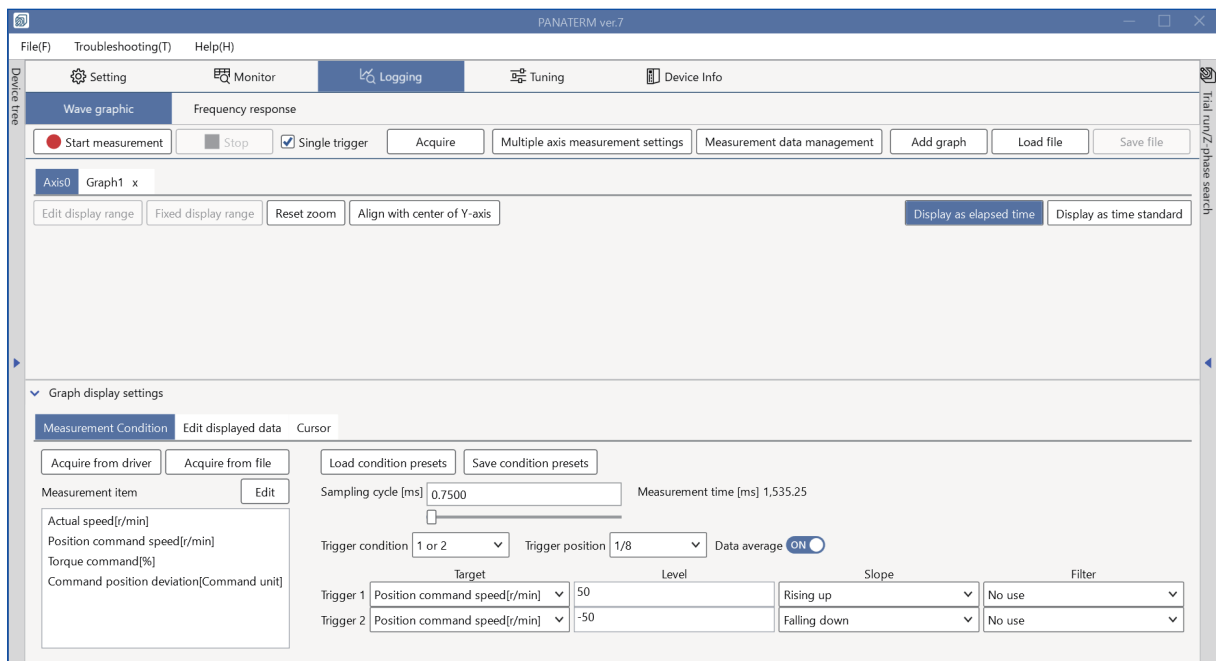 PANATERM ver.7
File(F) Troubleshooting(T) Help(H)
Device tree
Setting Monitor Logging Tuning Device Info
Trial run/Z-phase search
Wave graphic Frequency response
Start measurement Stop Single trigger Acquire Multiple axis measurement settings Measurement data management Add graph Load file Save file
Axis0 Graph1 x
Edit display range Fixed display range Reset zoom Align with center of Y-axis Display as elapsed time Display as time standard
Graph display settings
Measurement Condition Edit displayed data Cursor
Acquire from driver Acquire from file Load condition presets Save condition presets
Measurement item Edit Sampling cycle [ms] 0.7500 Measurement time [ms] 1,535.25
Actual speed[r/min]
Position command speed[r/min]
Torque command[%]
Command position deviation[Command unit]
Trigger condition 1 or 2 Trigger position 1/8 Data average ON
Target Level Slope Filter
Trigger 1 Position command speed[r/min] 50 Rising up No use
Trigger 2 Position command speed[r/min] -50 Falling down No use